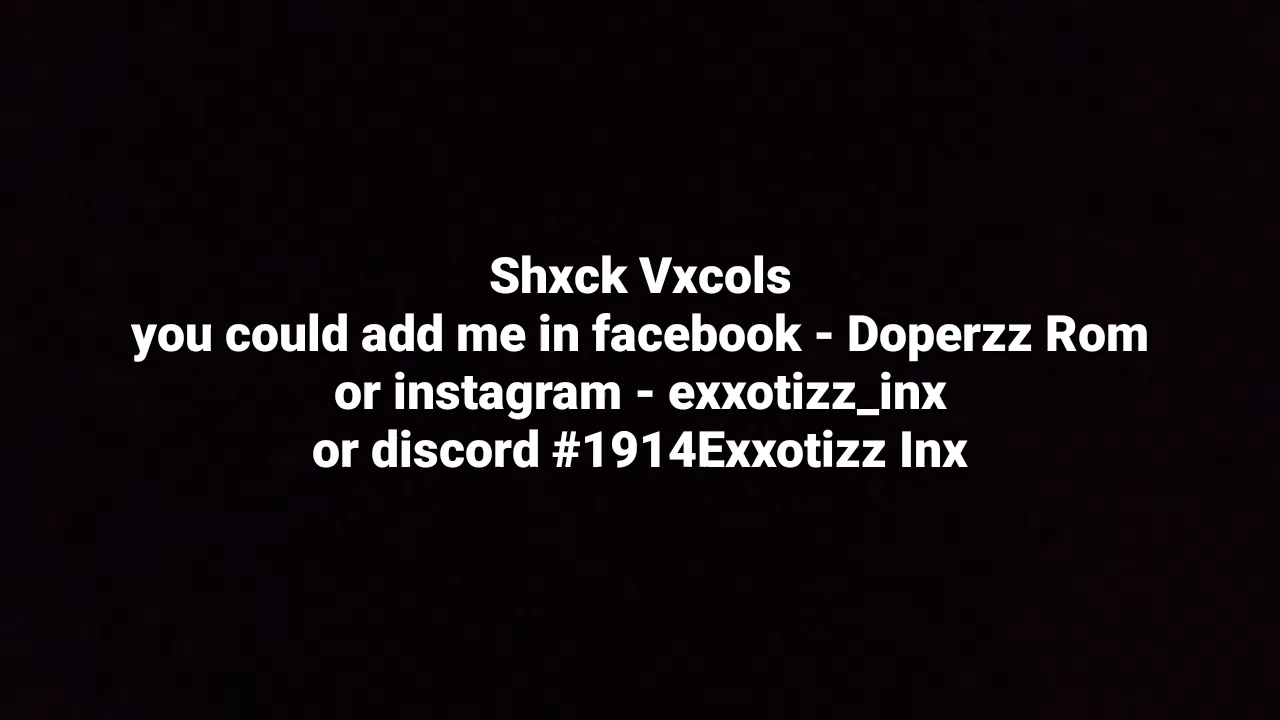 Shxck Vxcols
you could add me in facebook - Doperzz Rom
or instagram - exxotizz_inx
or discord #1914Exxotizz Inx